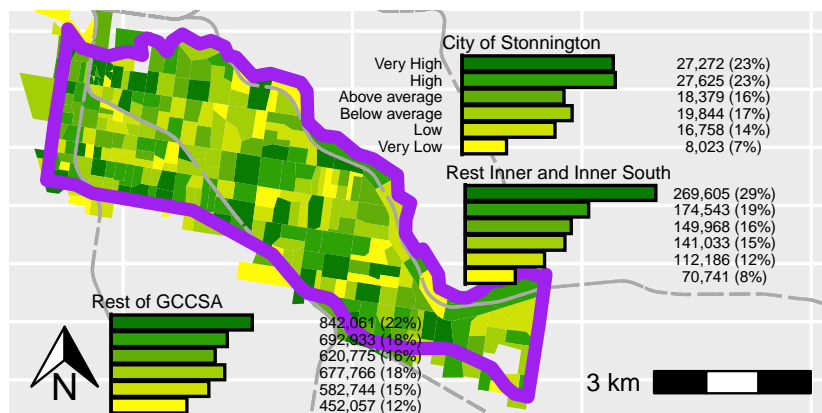 City of Stonnington
Very High 27,272 (23%)
High 27,625 (23%)
Above average 18,379 (16%)
Below average 19,844 (17%)
Low 16,758 (14%)
Very Low 8,023 (7%)
Rest Inner and Inner South
269,605 (29%)
174,543 (19%)
149,968 (16%)
141,033 (15%)
112,186 (12%)
70,741 (8%)
Rest of GCCSA
842,061 (22%)
692,933 (18%)
620,775 (16%)
677,766 (18%)
582,744 (15%)
452,057 (12%)
N
3 km